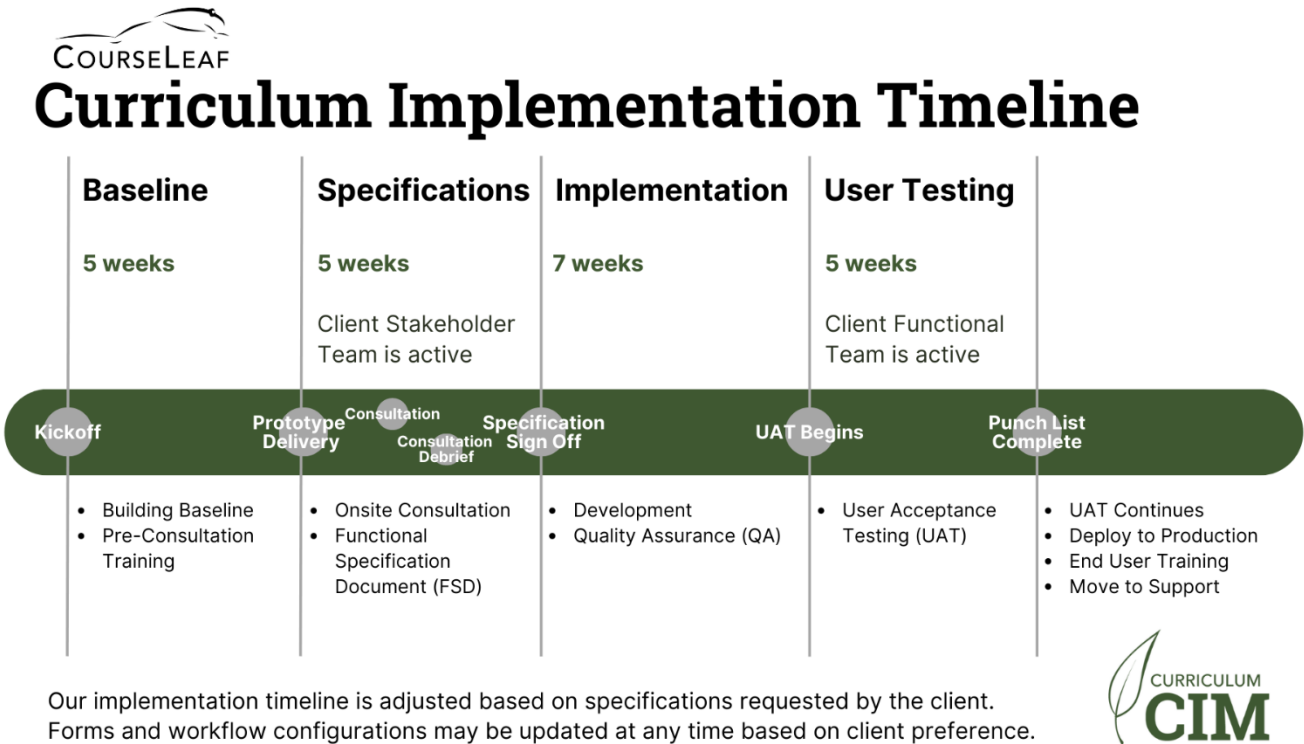 COURSELEAF
Curriculum Implementation Timeline
Baseline
5 weeks
Specifications
5 weeks
Client Stakeholder
Team is active
Implementation
7 weeks
User Testing
5 weeks
Client Functional
Team is active
Kickoff
Prototype
Delivery
Consultation
Consultation
Debrief
Specification
Sign Off
UAT Begins
Punch List
Complete
• Building Baseline
• Pre-Consultation
Training
• Onsite Consultation
• Functional
Specification
Document (FSD)
• Development
• Quality Assurance (QA)
• User Acceptance
Testing (UAT)
• UAT Continues
• Deploy to Production
• End User Training
• Move to Support
Our implementation timeline is adjusted based on specifications requested by the client.
Forms and workflow configurations may be updated at any time based on client preference.
CURRICULUM
CIM